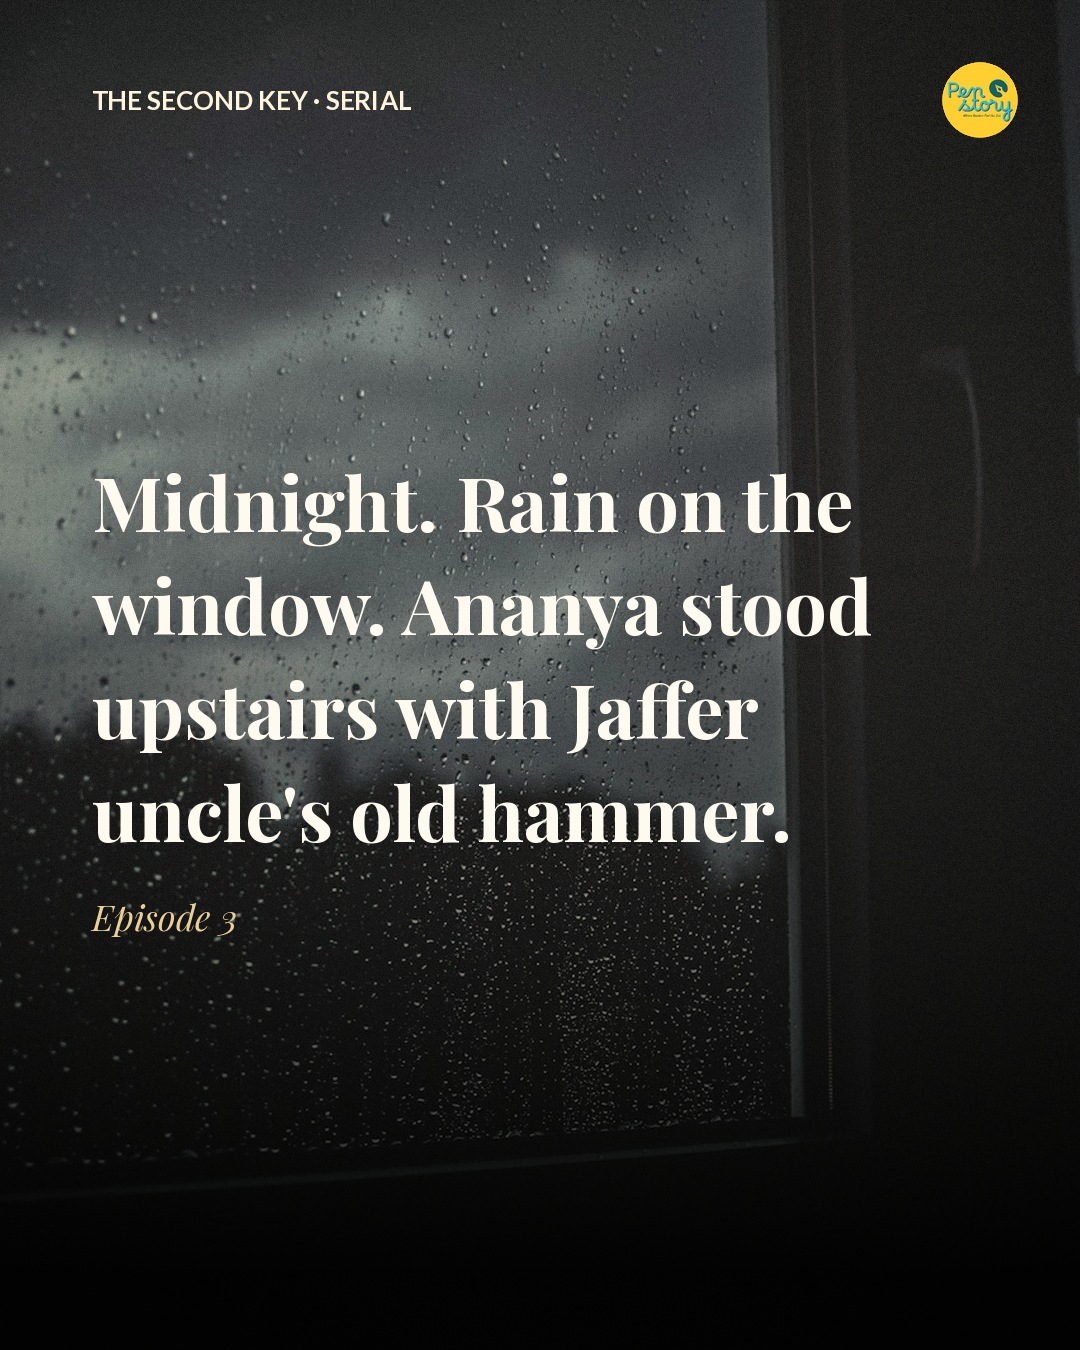 THE SECOND KEY · SERIAL
Pen
story
Midnight. Rain on the
window. Ananya stood
upstairs with Jaffer
uncle's old hammer.
Episode 3